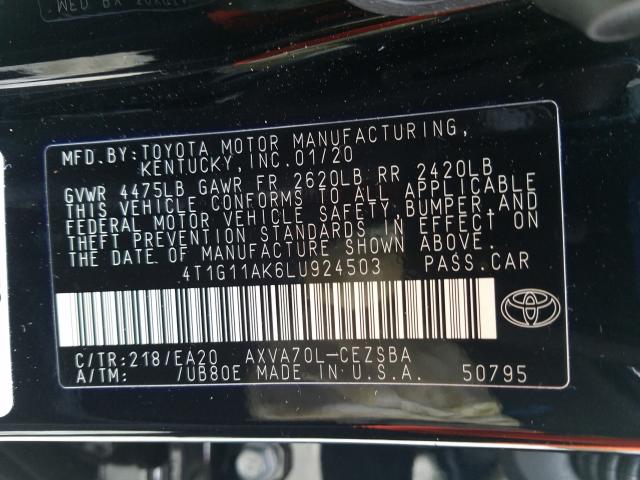 MFD.BY:TOYOTA MOTOR MANUFACTURING,
KENTUCKY, INC.01/20
GVWR 4475LB GAWR FR 2620LB RR 2420LB
THIS VEHICLE CONFORMS TO ALL APPLICABLE
FEDERAL MOTOR VEHICLE SAFETY,BUMPER,AND
THEFT PREVENTION STANDARDS IN EFFECT ON
THE DATE OF MANUFACTURE SHOWN ABOVE.
4T1G11AK6LU924503 PASS.CAR
C/TR:218/EA20 AXVA70L-CEZSBA
A/TM: /UB80E MADE IN U.S.A. 50795